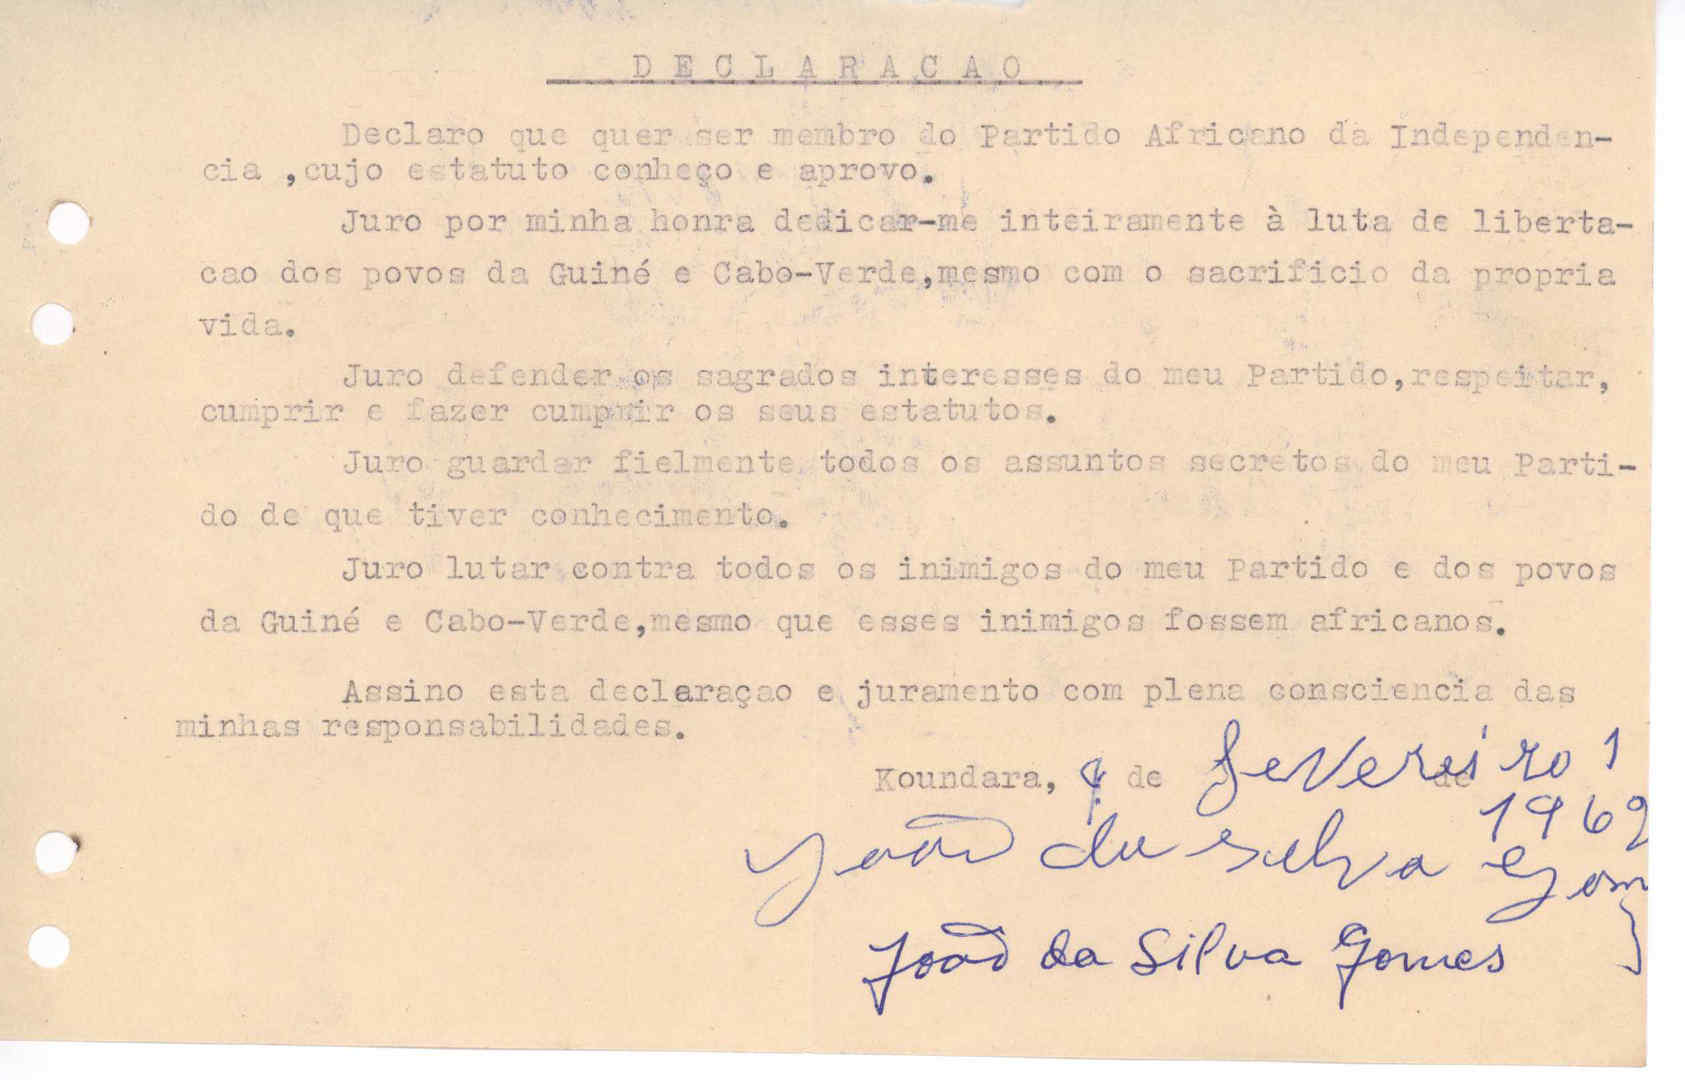 DECLARACAO
Declaro que quer ser membro do Partido Africano da Independen-
cia ,cujo estatuto conheço e aprovo.
Juro por minha honra dedicar-me inteiramente à luta de liberta-
cao dos povos da Guiné e Cabo-Verde,mesmo com o sacrificio da propria
vida.
Juro defender os sagrados interesses do meu Partido,respeitar,
cumprir e fazer cumprir os seus estatutos.
Juro guardar fielmente todos os assuntos secretos do meu Parti-
do de que tiver conhecimento.
Juro lutar contra todos os inimigos do meu Partido e dos povos
da Guiné e Cabo-Verde,mesmo que esses inimigos fossem africanos.
Assino esta declaraçao e juramento com plena consciencia das
minhas responsabilidades.
Koundara, de fevereiro de 1
1962
João da Silva Gom
João da Silva Gomes